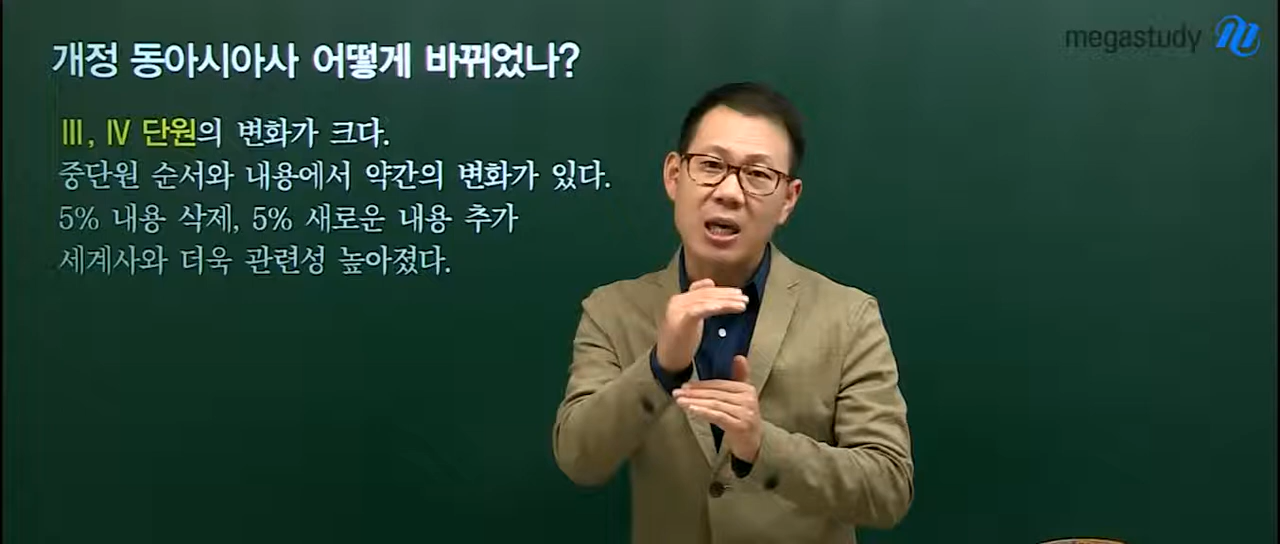 개정 동아시아사 어떻게 바뀌었나?
megastudy
Ⅲ, Ⅳ 단원의 변화가 크다.
중단원 순서와 내용에서 약간의 변화가 있다.
5% 내용 삭제, 5% 새로운 내용 추가
세계사와 더욱 관련성 높아졌다.